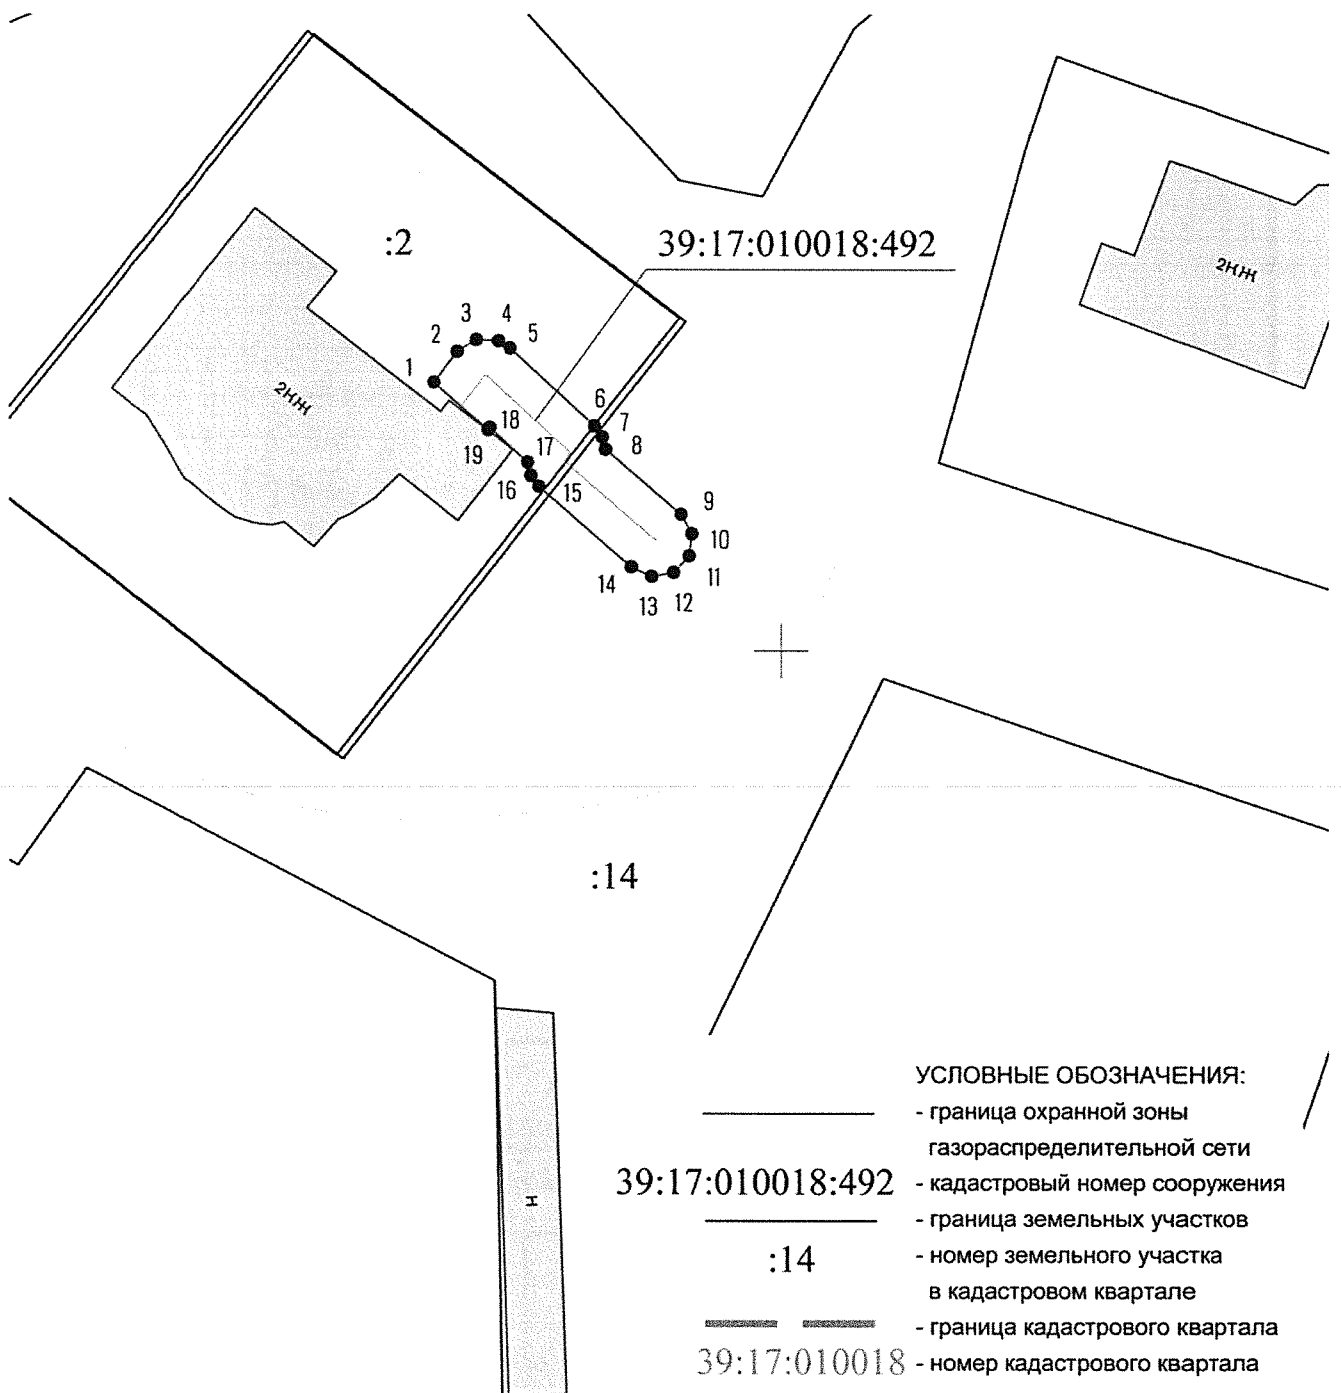 :2
39:17:010018:492
2КЖ
2КЖ
1
2
3
4
5
6
7
8
9
10
11
12
13
14
15
16
17
18
19
:14
Н
УСЛОВНЫЕ ОБОЗНАЧЕНИЯ:
- граница охранной зоны
газораспределительной сети
39:17:010018:492 - кадастровый номер сооружения
- граница земельных участков
:14 - номер земельного участка
в кадастровом квартале
- граница кадастрового квартала
39:17:010018 - номер кадастрового квартала